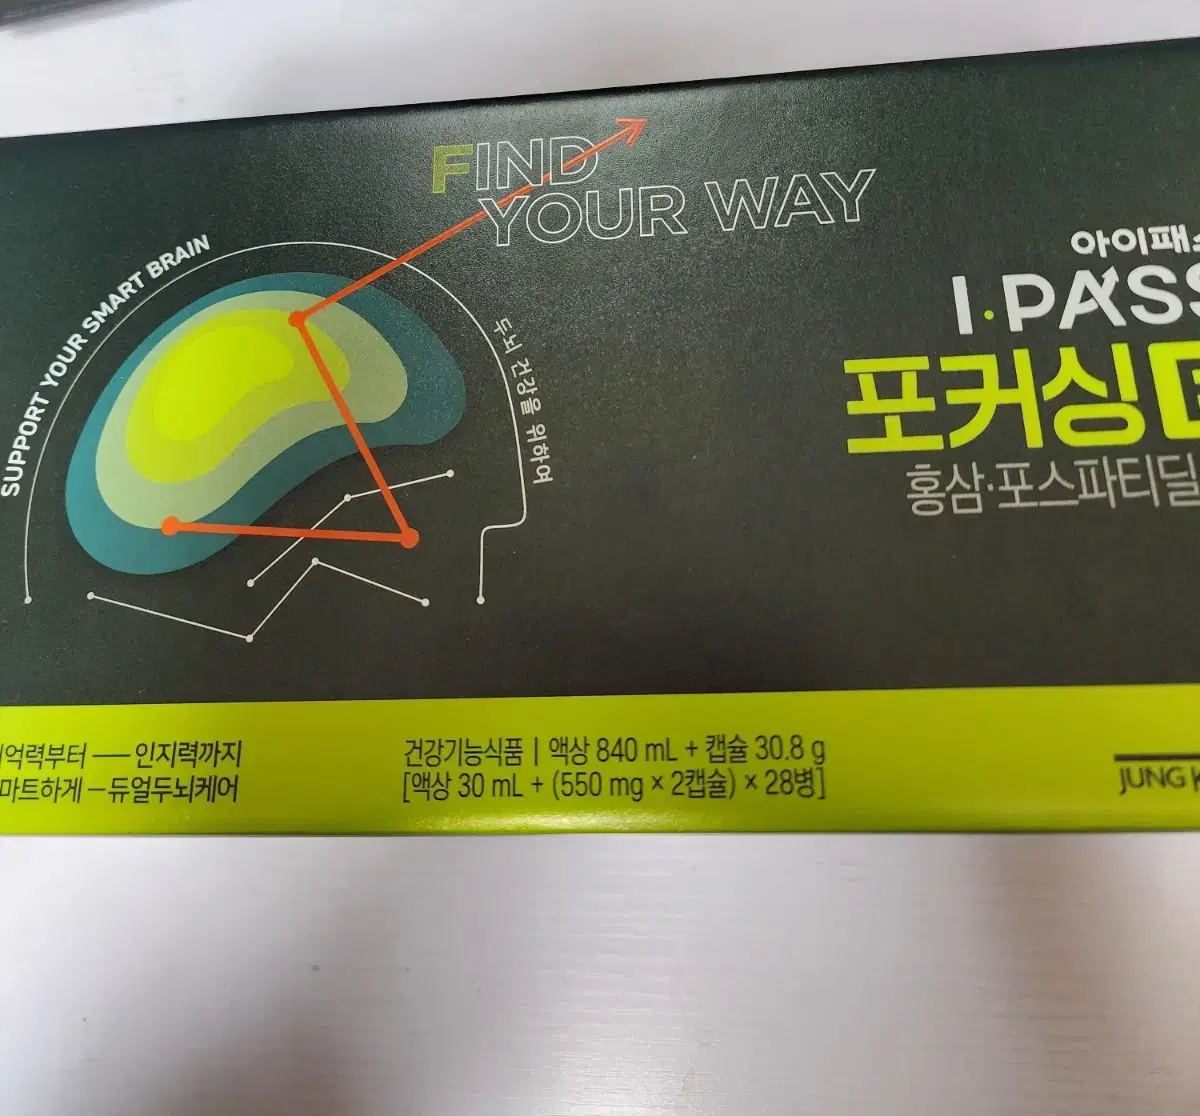 FIND
YOUR WAY
SUPPORT YOUR SMART BRAIN
두뇌 건강을 위하여
아이패스
I·PASS
포커싱
홍삼·포스파티딜
억력부터 — 인지력까지
마트하게 – 듀얼두뇌케어
건강기능식품 | 액상 840 mL + 캡슐 30.8 g
[액상 30 mL + (550 mg × 2캡슐) × 28병]
JUNG